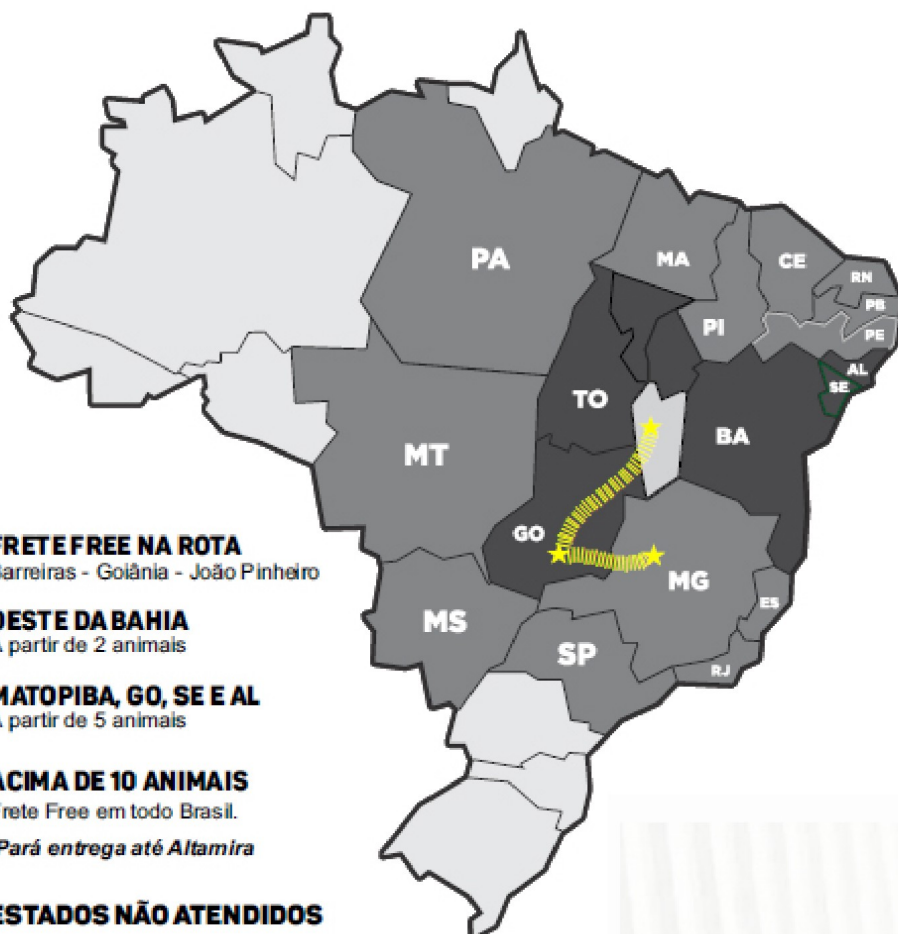 PA
MA
CE
RN
PB
PE
PI
AL
SE
TO
BA
MT
GO
MG
ES
MS
SP
RJ
FRETE FREE NA ROTA
Barreiras - Goiânia - João Pinheiro
OESTE DA BAHIA
A partir de 2 animais
MATOPIBA, GO, SE E AL
A partir de 5 animais
ACIMA DE 10 ANIMAIS
Frete Free em todo Brasil.
Pará entrega até Altamira
ESTADOS NÃO ATENDIDOS